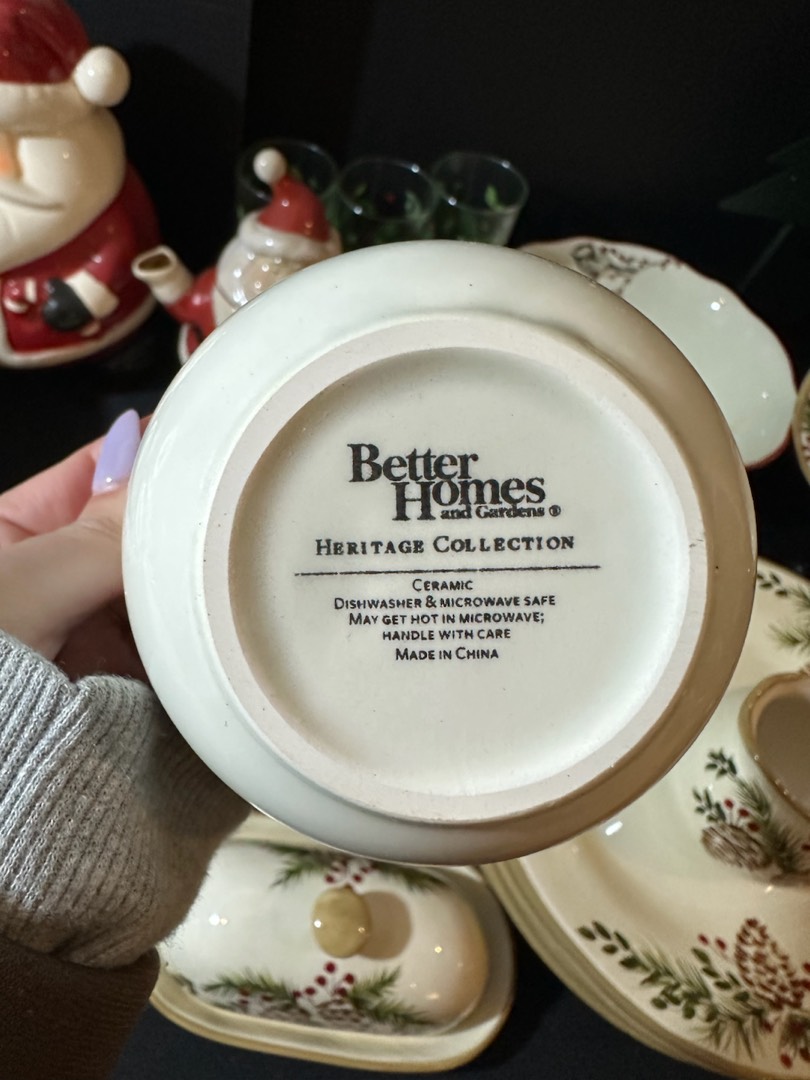 Better
Homes
and Gardens ®
HERITAGE COLLECTION
CERAMIC
DISHWASHER & MICROWAVE SAFE
MAY GET HOT IN MICROWAVE;
HANDLE WITH CARE
MADE IN CHINA